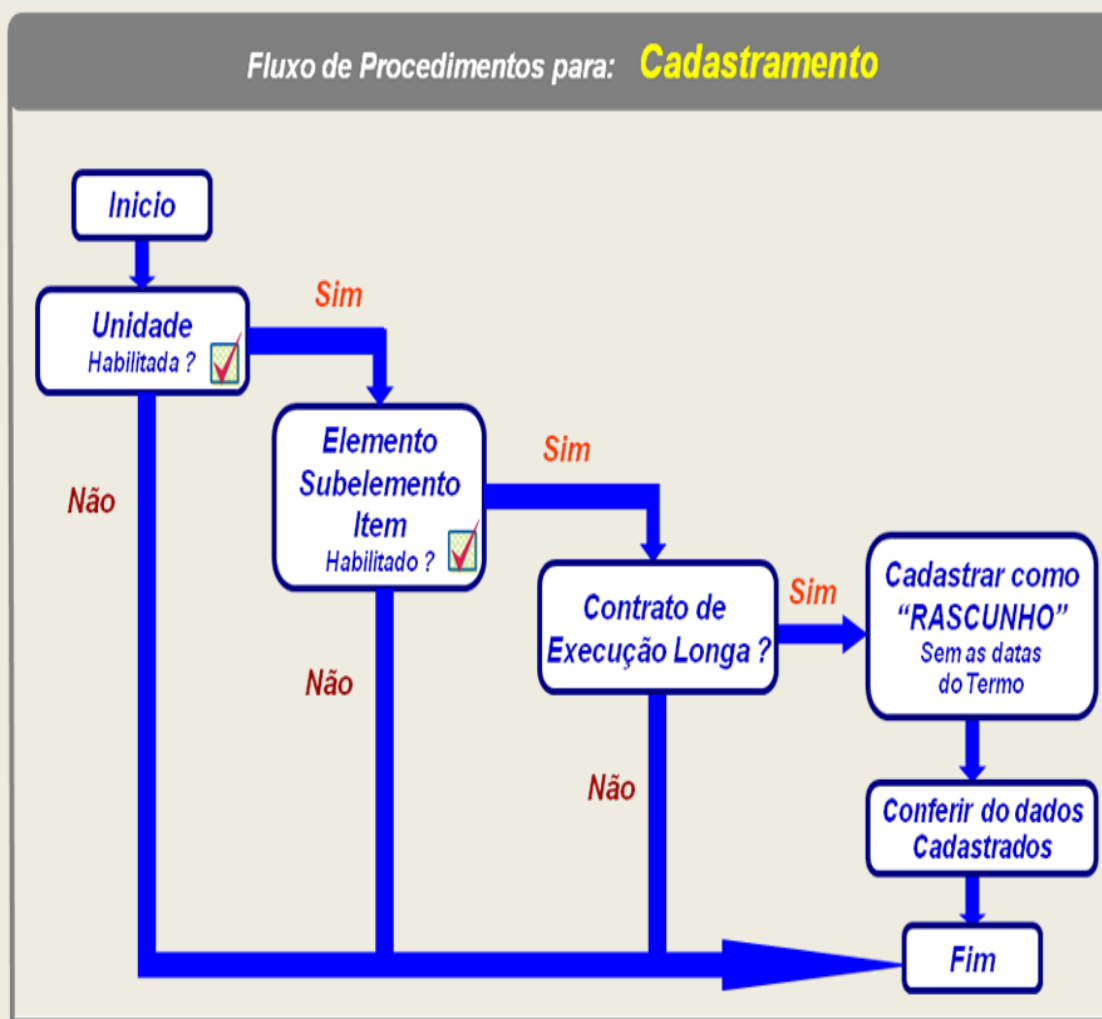 Fluxo de Procedimentos para: Cadastramento
Inicio
Unidade
Habilitada ?
Sim
Não
Elemento
Subelemento
Item
Habilitado ?
Sim
Não
Contrato de
Execução Longa ?
Sim
Não
Cadastrar como
“RASCUNHO”
Sem as datas
do Termo
Conferir do dados
Cadastrados
Fim